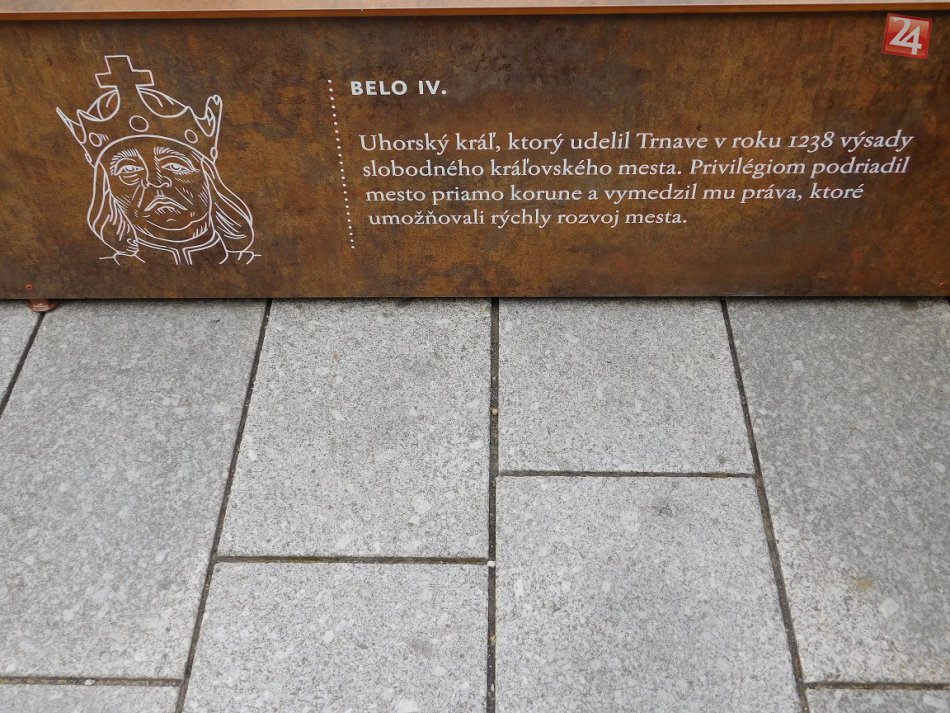 24
BELO IV.
Uhorský kráľ, ktorý udelil Trnave v roku 1238 výsady
slobodného kráľovského mesta. Privilégiom podriadil
mesto priamo korune a vymedzil mu práva, ktoré
umožňovali rýchly rozvoj mesta.